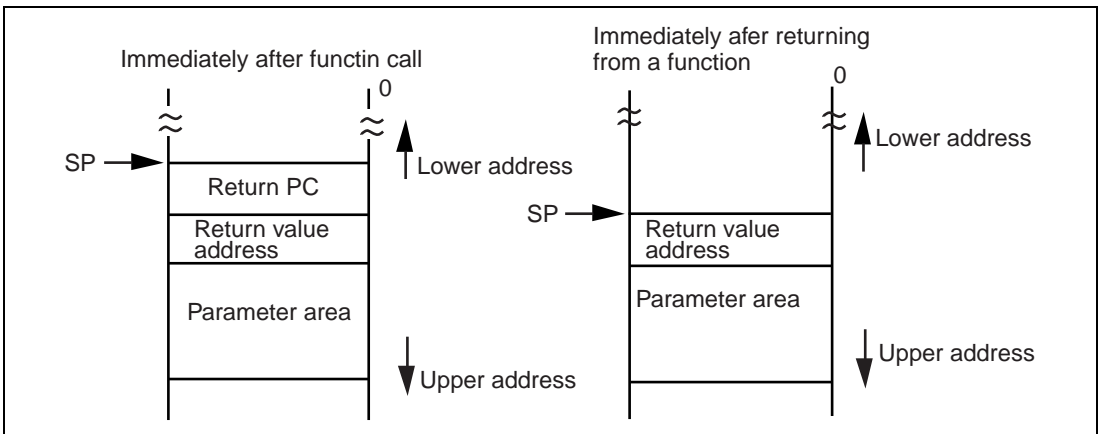 Immediately after functin call
0
SP
Return PC
Return value
address
Parameter area
Lower address
Upper address
Immediately afer returning
from a function
0
SP
Return value
address
Parameter area
Lower address
Upper address